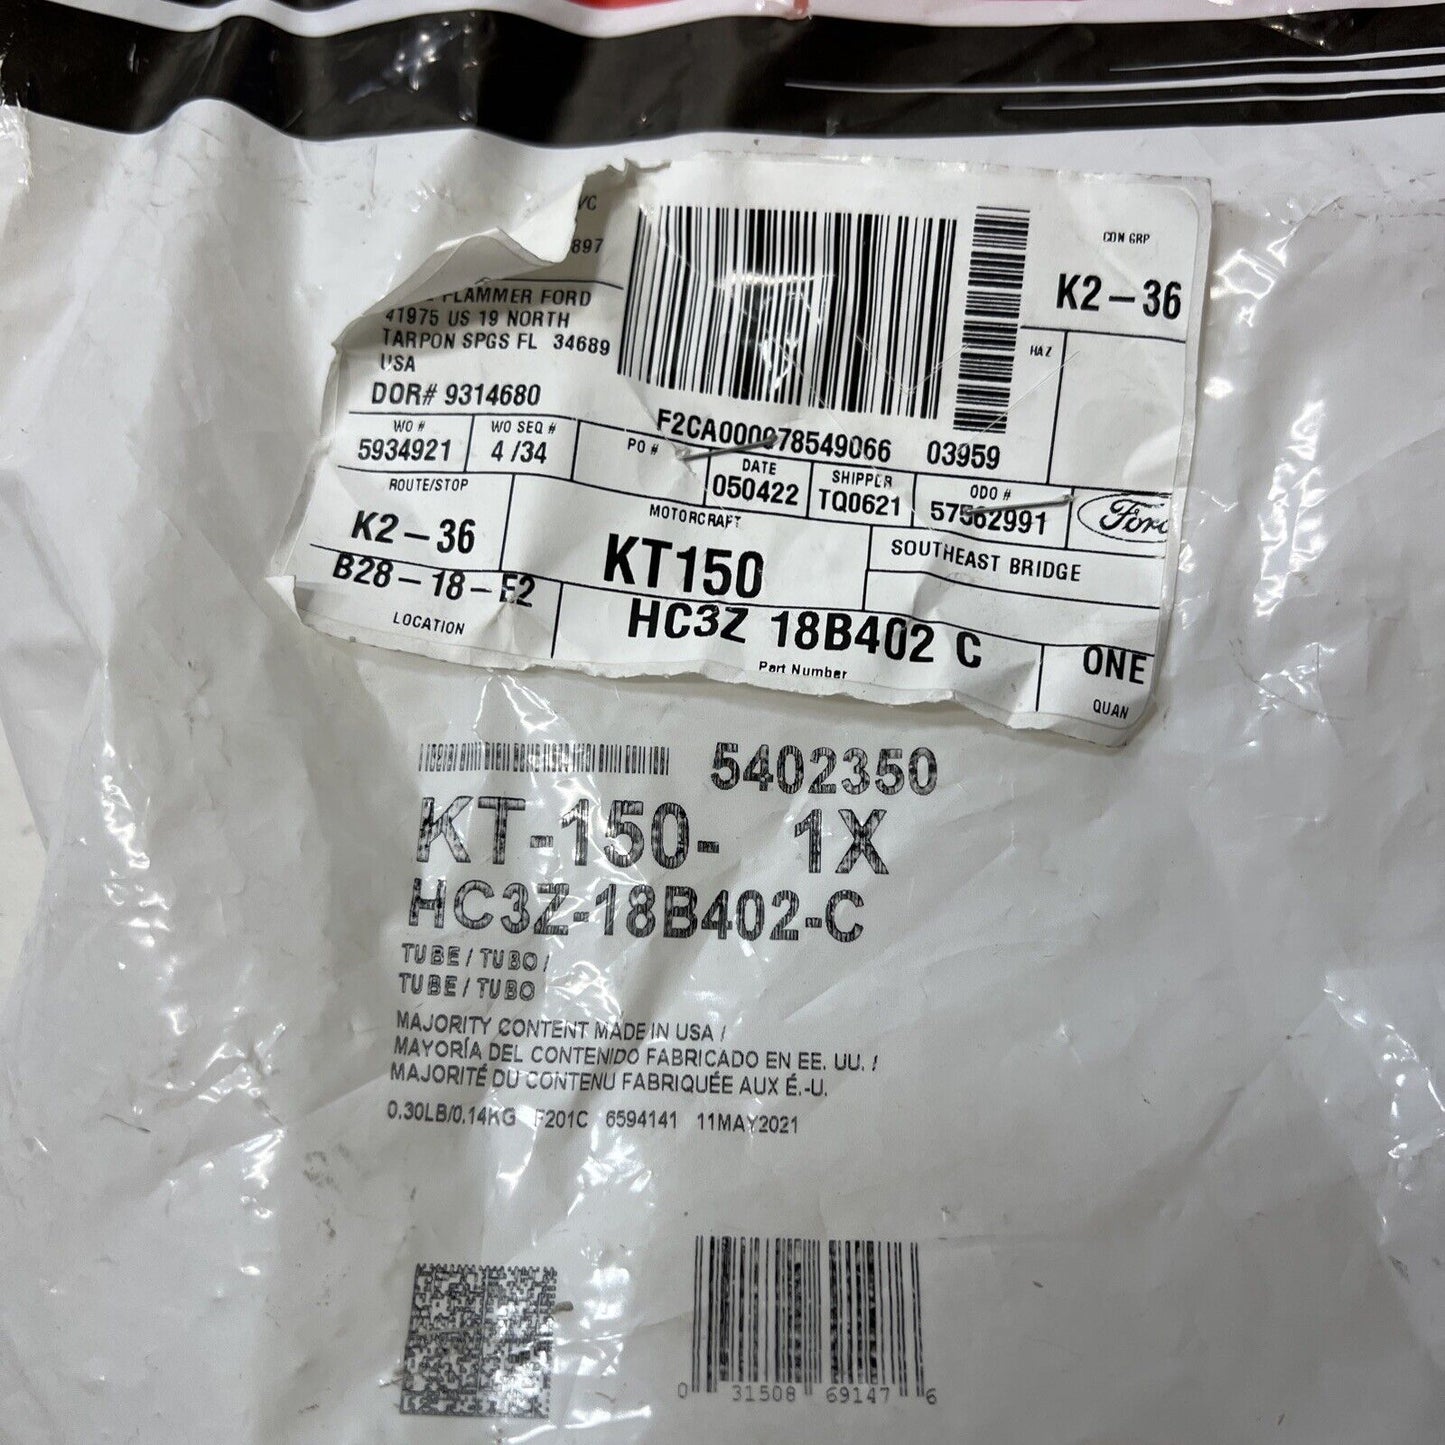 VC
897
FLAMMER FORD
41975 US 19 NORTH
TARPON SPGS FL 34689
USA
DOR# 9314680
CON GRP
K2-36
HAZ
F2CA000978549066 03959
WO #
5934921
WO SEQ #
4 /34
PO #
DATE
050422
SHIPPER
TQ0621
ODO #
57562991
Ford
ROUTE/STOP
K2-36
MOTORCRAFT
KT150
SOUTHEAST BRIDGE
B28-18-E2
LOCATION
HC3Z 18B402 C
Part Number
ONE
QUAN
5402350
KT-150- 1X
HC3Z-18B402-C
TUBE / TUBO /
TUBE / TUBO
MAJORITY CONTENT MADE IN USA /
MAYORÍA DEL CONTENIDO FABRICADO EN EE. UU. /
MAJORITÉ DU CONTENU FABRIQUÉE AUX É.-U.
0.30LB/0.14KG F201C 6594141 11MAY2021
0 31508 69147 6